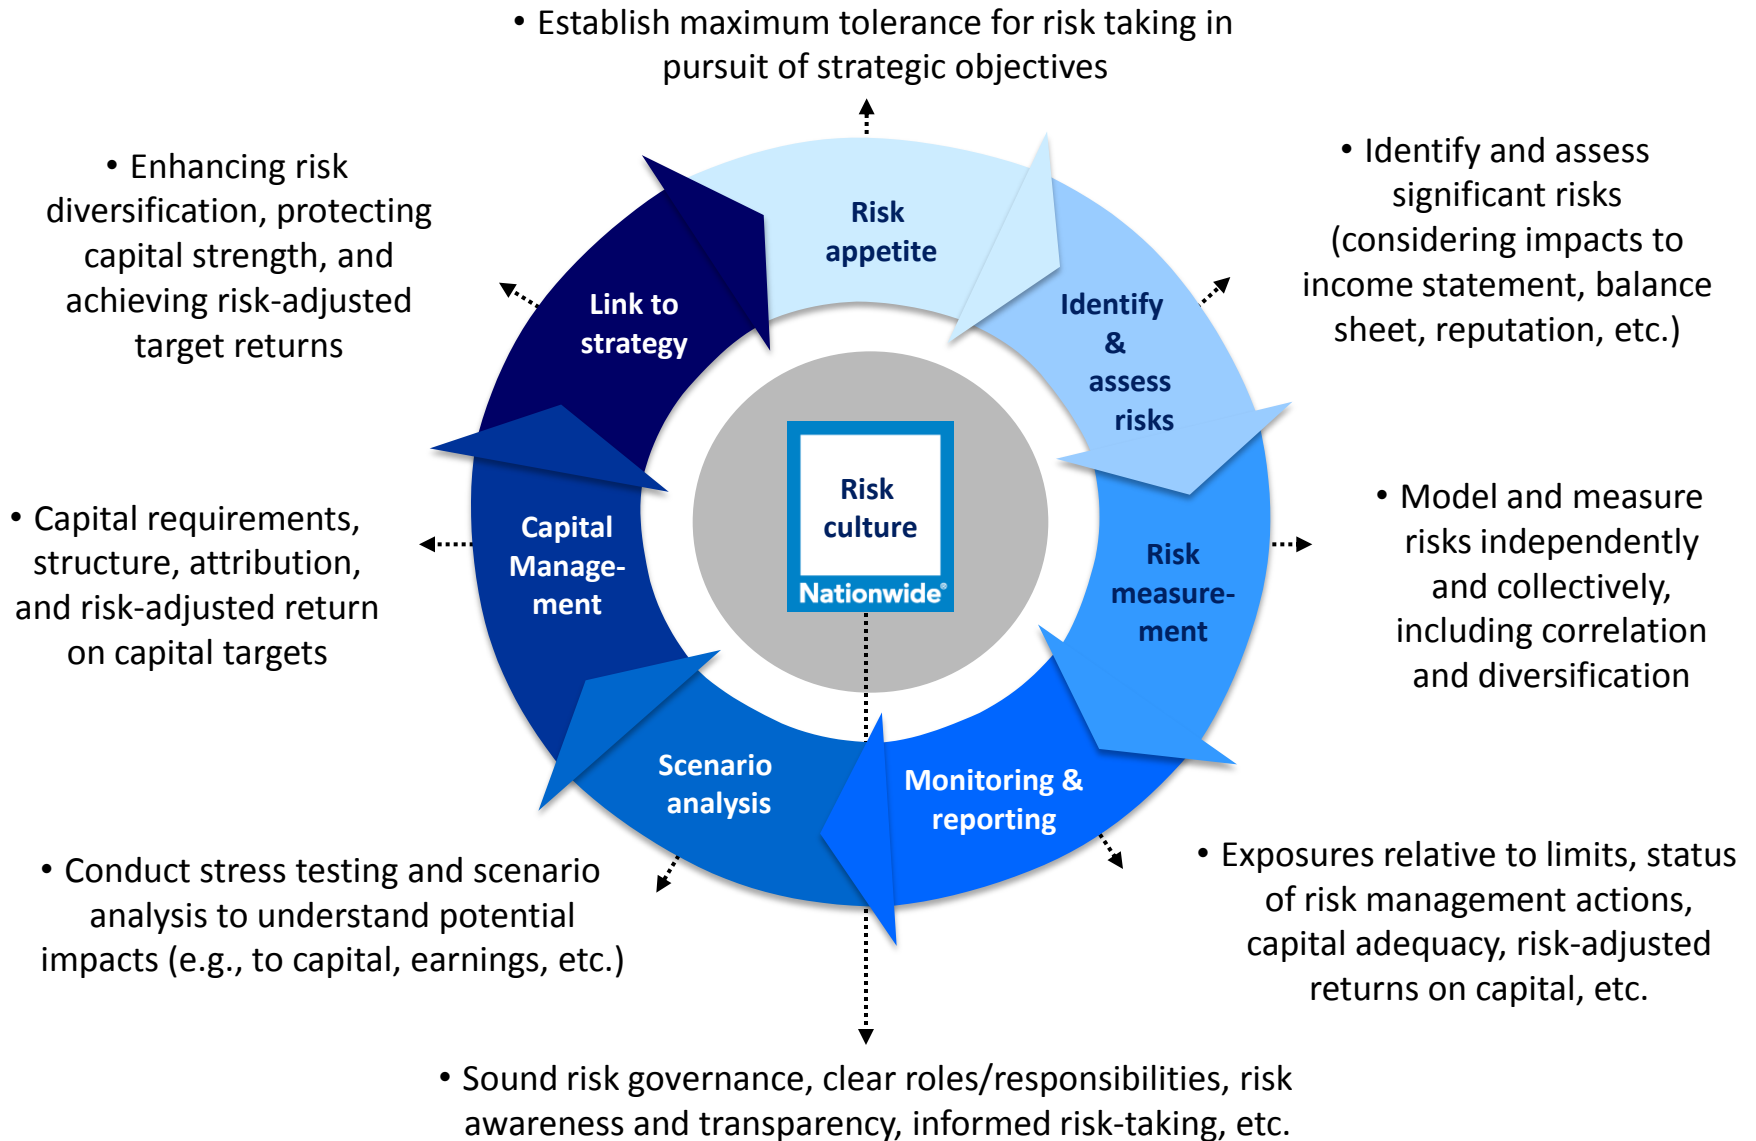 • Establish maximum tolerance for risk taking in
pursuit of strategic objectives
• Enhancing risk
diversification, protecting
capital strength, and
achieving risk-adjusted
target returns
• Identify and assess
significant risks
(considering impacts to
income statement, balance
sheet, reputation, etc.)
Risk
appetite
Link to
strategy
Identify
&
assess
risks
Risk
culture
Nationwide®
• Capital requirements,
structure, attribution,
and risk-adjusted return
on capital targets
Capital
Manage-
ment
Risk
measure-
ment
• Model and measure
risks independently
and collectively,
including correlation
and diversification
Scenario
analysis
Monitoring &
reporting
• Conduct stress testing and scenario
analysis to understand potential
impacts (e.g., to capital, earnings, etc.)
• Exposures relative to limits, status
of risk management actions,
capital adequacy, risk-adjusted
returns on capital, etc.
• Sound risk governance, clear roles/responsibilities, risk
awareness and transparency, informed risk-taking, etc.